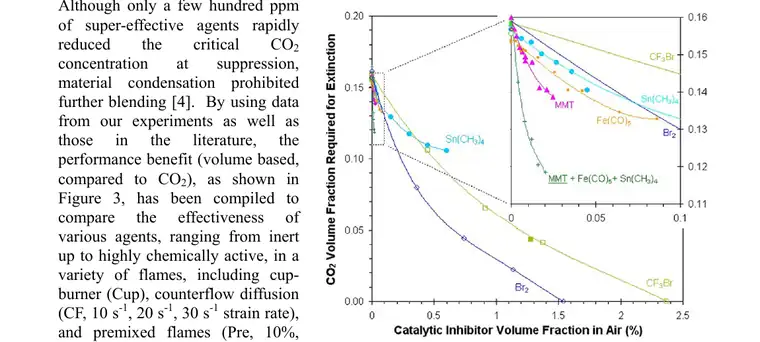 Although only a few hundred ppm
of super-effective agents rapidly
reduced the critical CO2
concentration at suppression,
material condensation prohibited
further blending [4]. By using data
from our experiments as well as
those in the literature, the
performance benefit (volume based,
compared to CO2), as shown in
Figure 3, has been compiled to
compare the effectiveness of
various agents, ranging from inert
up to highly chemically active, in a
variety of flames, including cup-
burner (Cup), counterflow diffusion
(CF, 10 s-1, 20 s-1, 30 s-1 strain rate),
and premixed flames (Pre, 10%,
CO2 Volume Fraction Required for Extinction
0.20
0.15
0.10
0.05
0.00
0
0.5
1
1.5
2
2.5
Catalytic Inhibitor Volume Fraction in Air (%)
Sn(CH3)4
Br2
CF3Br
0.16
0.15
0.14
0.13
0.12
0.11
0
0.05
0.1
CF3Br
Sn(CH3)4
MMT
Fe(CO)5
Br2
MMT + Fe(CO)5+ Sn(CH3)4